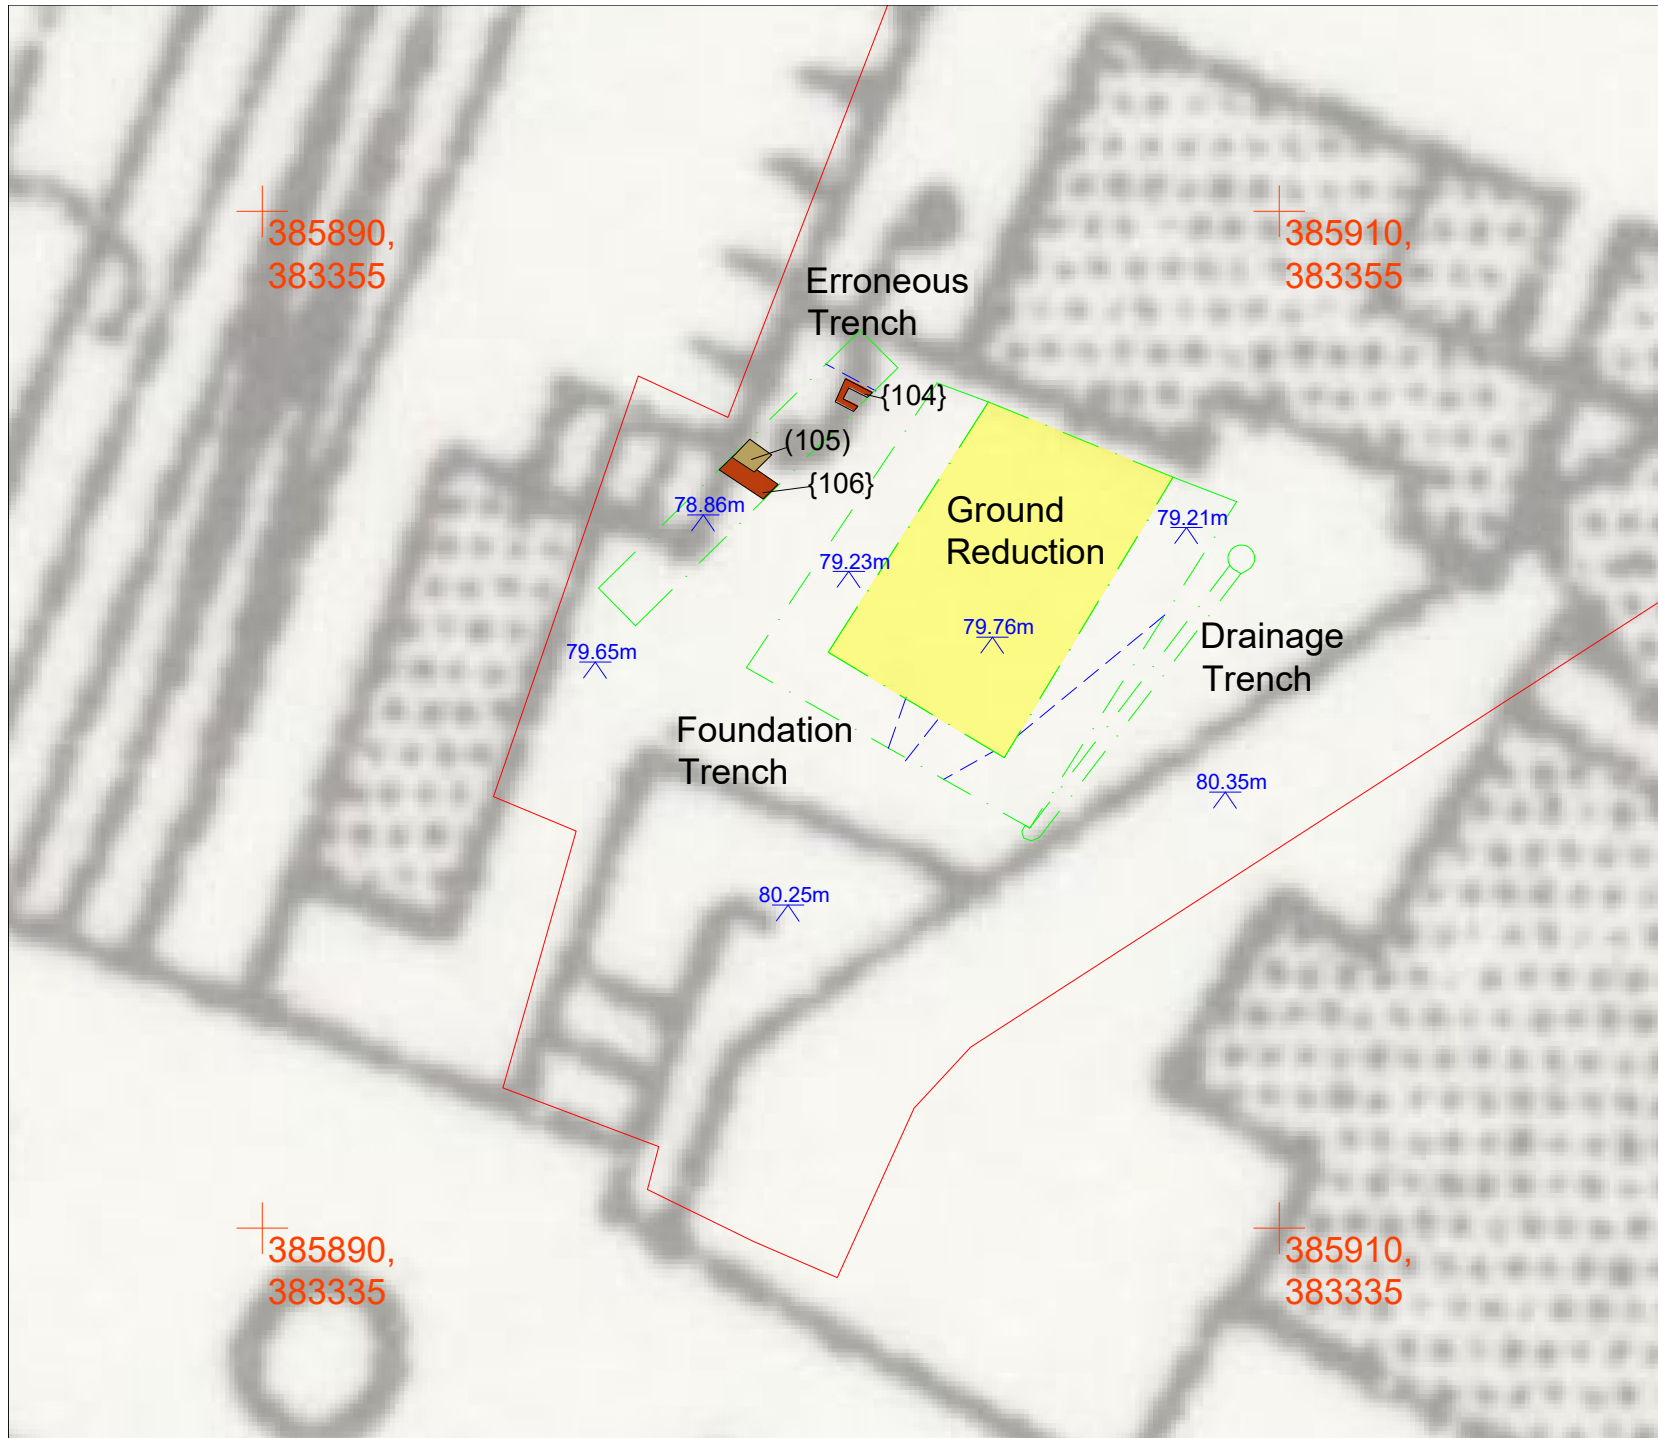 385890,
383355
385910,
383355
Erroneous
Trench
{104}
(105)
{106}
78.86m
Ground
Reduction
79.21m
79.23m
79.76m
79.65m
Drainage
Trench
Foundation
Trench
80.35m
80.25m
385890,
383335
385910,
383335